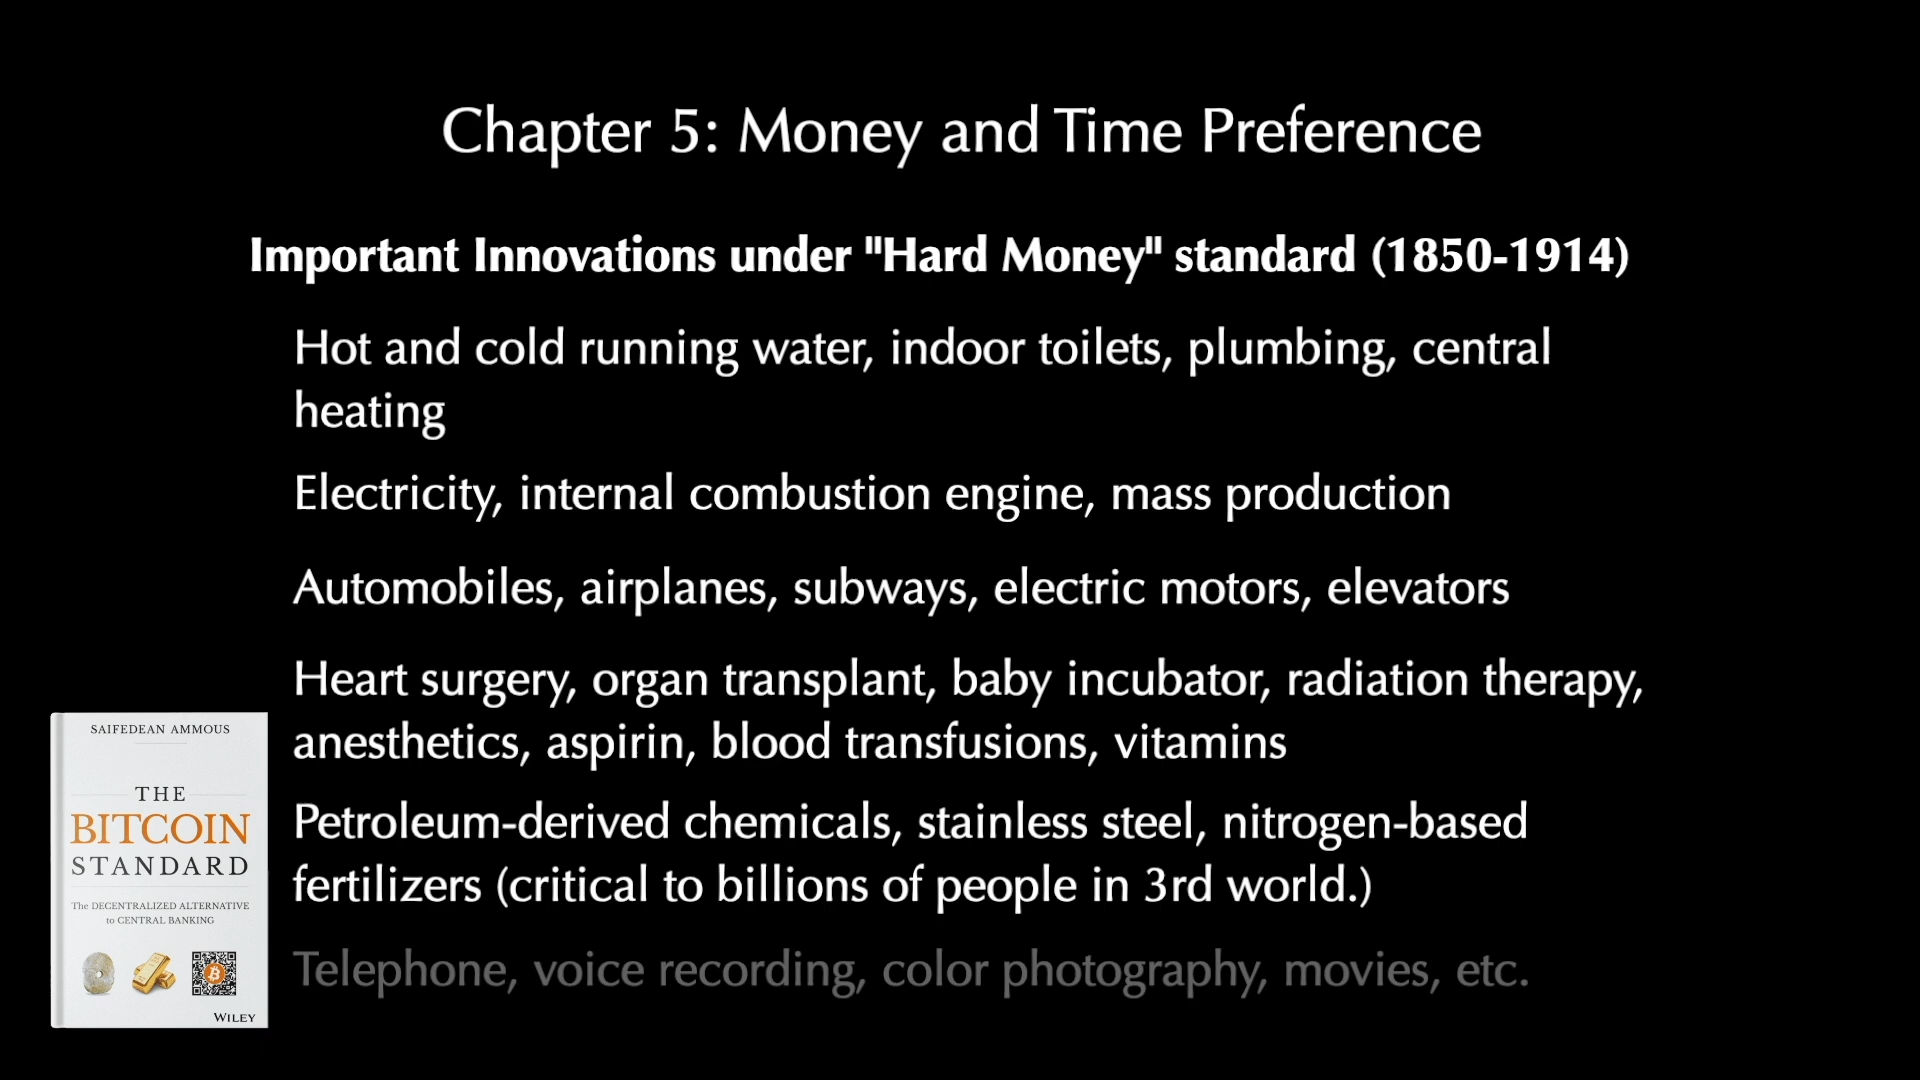 Chapter 5: Money and Time Preference
Important Innovations under "Hard Money" standard (1850-1914)
Hot and cold running water, indoor toilets, plumbing, central
heating
Electricity, internal combustion engine, mass production
Automobiles, airplanes, subways, electric motors, elevators
Heart surgery, organ transplant, baby incubator, radiation therapy,
anesthetics, aspirin, blood transfusions, vitamins
Petroleum-derived chemicals, stainless steel, nitrogen-based
fertilizers (critical to billions of people in 3rd world.)
Telephone, voice recording, color photography, movies, etc.
SAIFEDEAN AMMOUS
THE
BITCOIN
STANDARD
The DECENTRALIZED ALTERNATIVE
to CENTRAL BANKING
WILEY